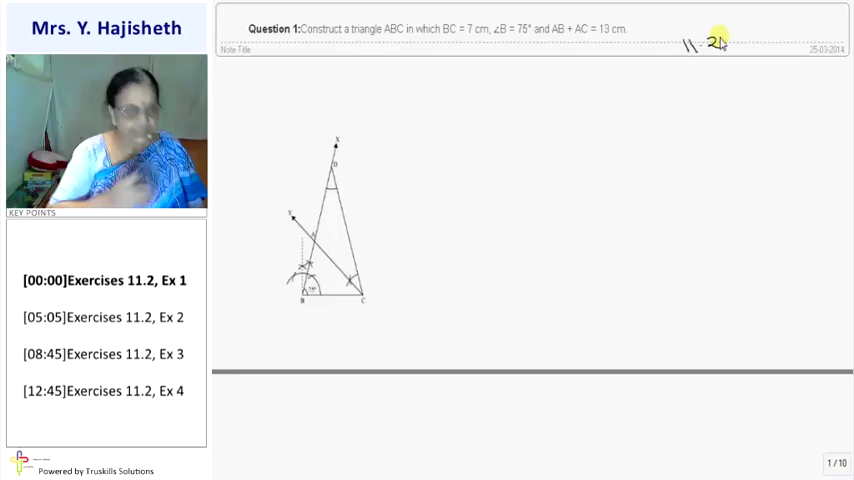 Mrs. Y. Hajisheth
Question 1:Construct a triangle ABC in which BC = 7 cm, ∠B = 75° and AB + AC = 13 cm.
11.2
Note Title
25-03-2014
X
D
Y
A
75°
B C
KEY POINTS
[00:00]Exercises 11.2, Ex 1
[05:05]Exercises 11.2, Ex 2
[08:45]Exercises 11.2, Ex 3
[12:45]Exercises 11.2, Ex 4
Powered by Truskills Solutions
1 / 10